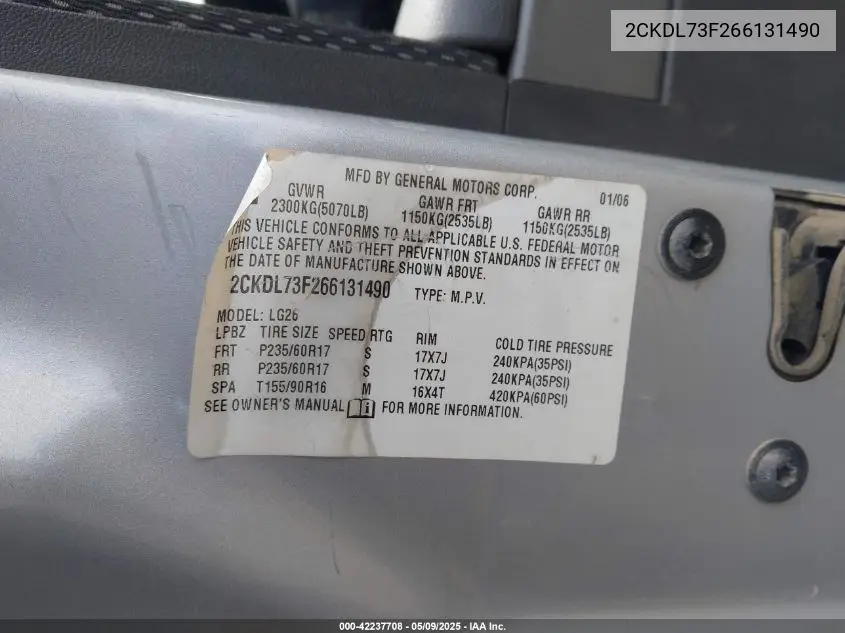 2CKDL73F266131490
MFD BY GENERAL MOTORS CORP. 01/06
GVWR GAWR FRT GAWR RR
2300KG(5070LB) 1150KG(2535LB) 1150KG(2535LB)
THIS VEHICLE CONFORMS TO ALL APPLICABLE U.S. FEDERAL MOTOR
VEHICLE SAFETY AND THEFT PREVENTION STANDARDS IN EFFECT ON
THE DATE OF MANUFACTURE SHOWN ABOVE.
2CKDL73F266131490 TYPE: M.P.V.
MODEL: LG26
LPBZ TIRE SIZE SPEED RTG RIM COLD TIRE PRESSURE
FRT P235/60R17 S 17X7J 240KPA(35PSI)
RR P235/60R17 S 17X7J 240KPA(35PSI)
SPA T155/90R16 M 16X4T 420KPA(60PSI)
SEE OWNER'S MANUAL i FOR MORE INFORMATION.
000-42237708 - 05/09/2025 - IAA Inc.